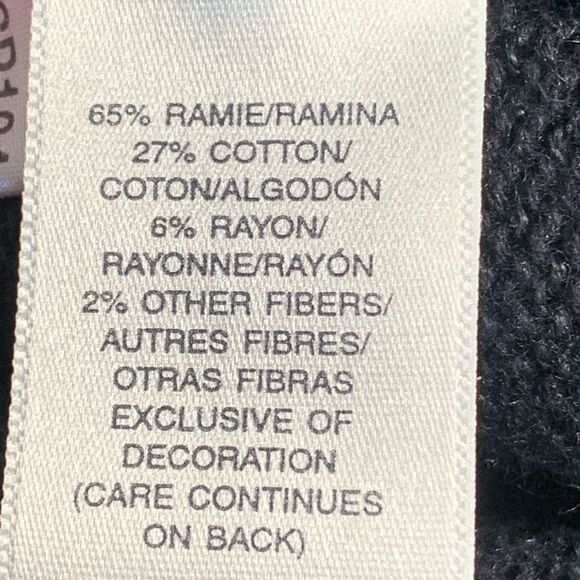 65% RAMIE/RAMINA
27% COTTON/
COTON/ALGODÓN
6% RAYON/
RAYONNE/RAYÓN
2% OTHER FIBERS/
AUTRES FIBRES/
OTRAS FIBRAS
EXCLUSIVE OF
DECORATION
(CARE CONTINUES
ON BACK)